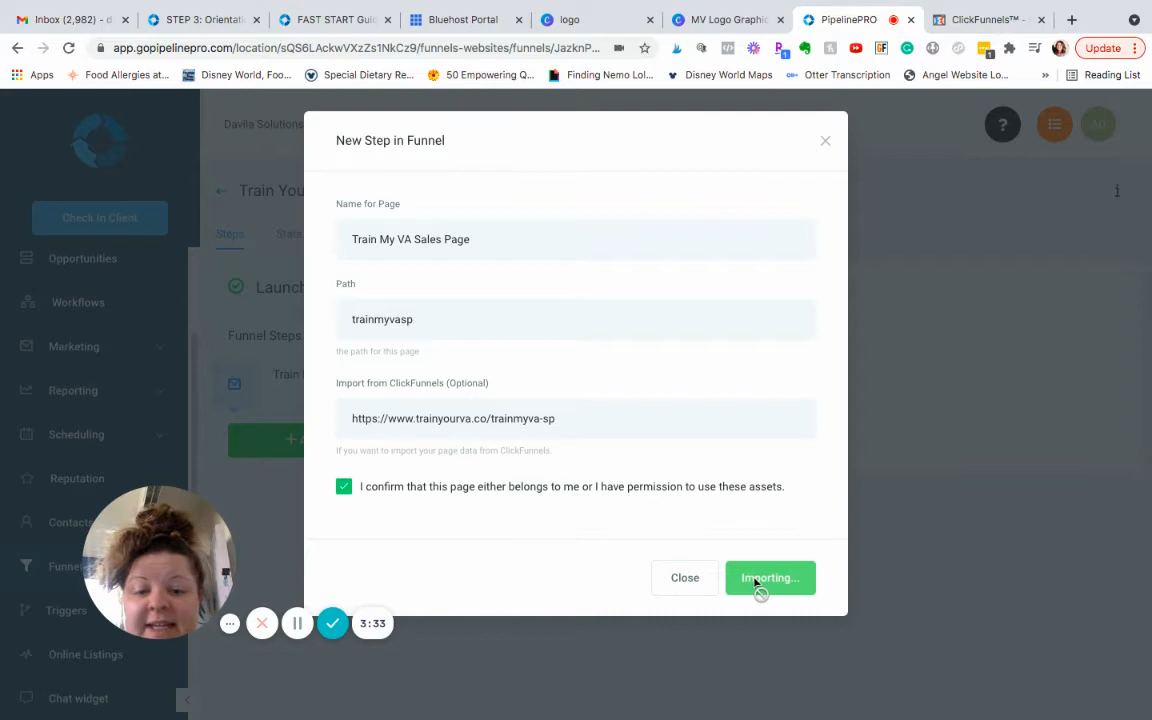 Inbox (2,982) - d
STEP 3: Orientati
FAST START Guid
Bluehost Portal
logo
MV Logo Graphic
PipelinePRO
ClickFunnels™ -
app.gopipelinepro.com/location/sQS6LAckwVXzZs1NkCz9/funnels-websites/funnels/JazknP...
Update
Apps
Food Allergies at...
Disney World, Foo...
Special Dietary Re...
50 Empowering Q...
Finding Nemo Lol...
Disney World Maps
Otter Transcription
Angel Website Lo...
»
Reading List
Davila Solutions
New Step in Funnel
?
AD
Train You
Check In Client
Name for Page
Steps
Stats
Train My VA Sales Page
Opportunities
Path
Launch
Workflows
trainmyvasp
Funnel Steps
Marketing
the path for this page
Train
Import from ClickFunnels (Optional)
Reporting
https://www.trainyourva.co/trainmyva-sp
Scheduling
If you want to import your page data from ClickFunnels.
Reputation
I confirm that this page either belongs to me or I have permission to use these assets.
Contacts
Funnel
Close
Importing...
Triggers
3:33
Online Listings
Chat widget